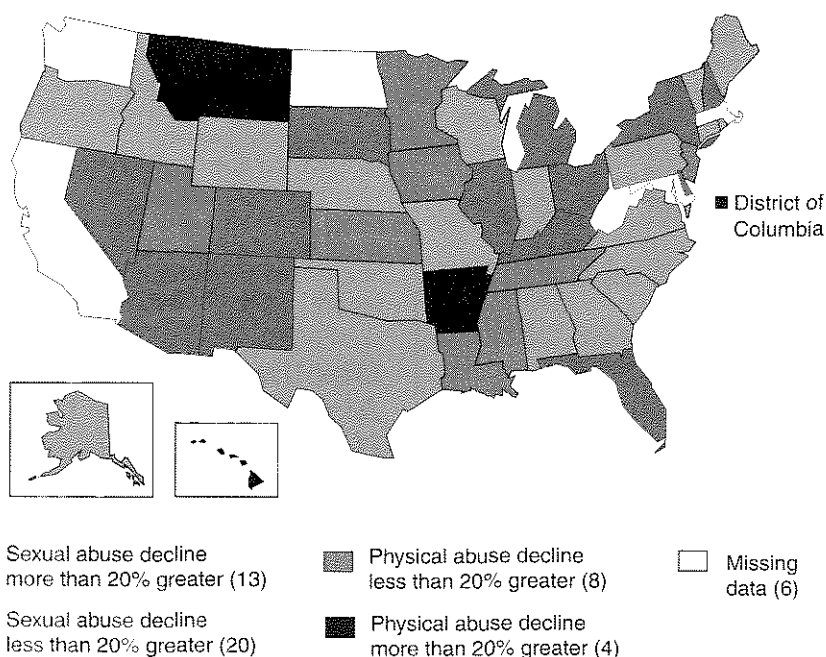 District of
Columbia
Sexual abuse decline
more than 20% greater (13)
Sexual abuse decline
less than 20% greater (20)
Physical abuse decline
less than 20% greater (8)
Physical abuse decline
more than 20% greater (4)
Missing
data (6)